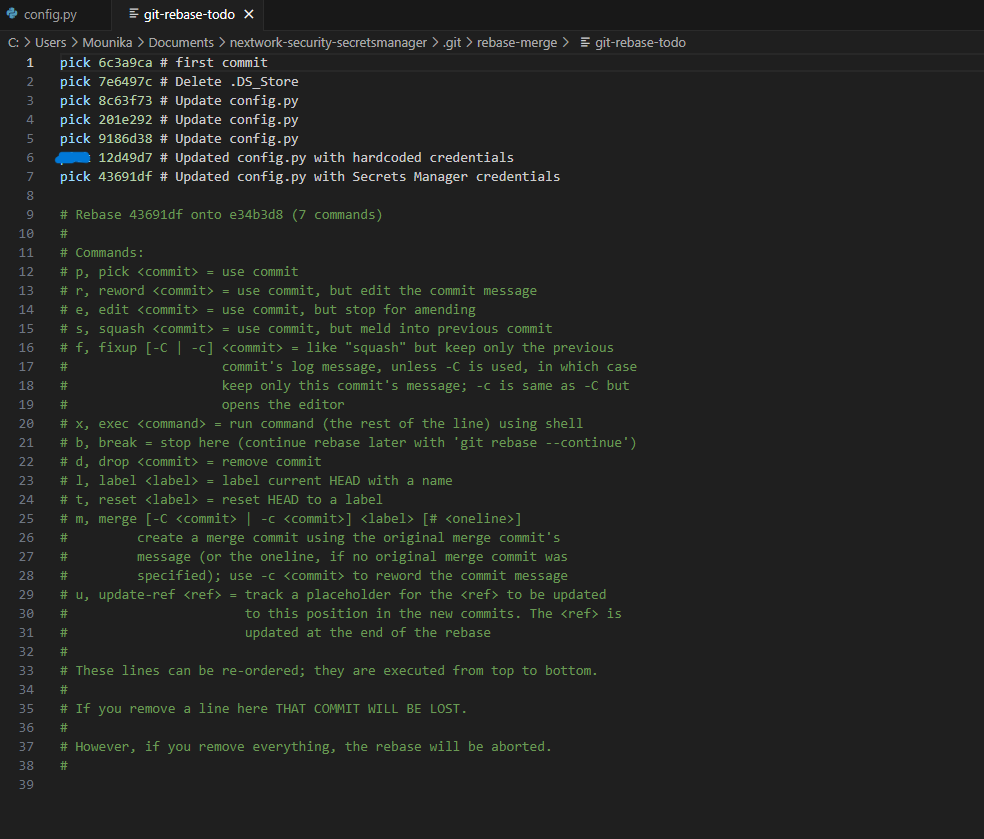 config.py
git-rebase-todo
C: > Users > Mounika > Documents > nextwork-security-secretsmanager > .git > rebase-merge > git-rebase-todo
1 pick 6c3a9ca # first commit
2 pick 7e6497c # Delete .DS_Store
3 pick 8c63f73 # Update config.py
4 pick 201e292 # Update config.py
5 pick 9186d38 # Update config.py
6 12d49d7 # Updated config.py with hardcoded credentials
7 pick 43691df # Updated config.py with Secrets Manager credentials
8
9 # Rebase 43691df onto e34b3d8 (7 commands)
10 #
11 # Commands:
12 # p, pick <commit> = use commit
13 # r, reword <commit> = use commit, but edit the commit message
14 # e, edit <commit> = use commit, but stop for amending
15 # s, squash <commit> = use commit, but meld into previous commit
16 # f, fixup [-C | -c] <commit> = like "squash" but keep only the previous
17 # commit's log message, unless -C is used, in which case
18 # keep only this commit's message; -c is same as -C but
19 # opens the editor
20 # x, exec <command> = run command (the rest of the line) using shell
21 # b, break = stop here (continue rebase later with 'git rebase --continue')
22 # d, drop <commit> = remove commit
23 # l, label <label> = label current HEAD with a name
24 # t, reset <label> = reset HEAD to a label
25 # m, merge [-C <commit> | -c <commit>] <label> [# <oneline>]
26 # create a merge commit using the original merge commit's
27 # message (or the oneline, if no original merge commit was
28 # specified); use -c <commit> to reword the commit message
29 # u, update-ref <ref> = track a placeholder for the <ref> to be updated
30 # to this position in the new commits. The <ref> is
31 # updated at the end of the rebase
32 #
33 # These lines can be re-ordered; they are executed from top to bottom.
34 #
35 # If you remove a line here THAT COMMIT WILL BE LOST.
36 #
37 # However, if you remove everything, the rebase will be aborted.
38 #
39